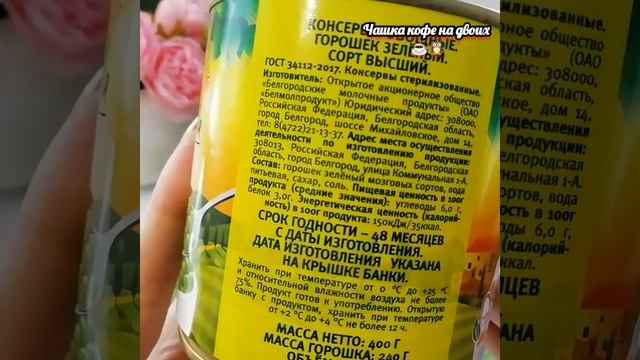 Чашка кофе на двоих
КОНСЕРВЫ
ГОРОШЕК ЗЕЛЕНЫЙ.
СОРТ ВЫСШИЙ.
ГОСТ 34112-2017. Консервы стерилизованные.
Изготовитель: Открытое акционерное общество
«Белгородские молочные продукты» (ОАО
«Белмолпродукт») Юридический адрес: 308000,
Российская Федерация, Белгородская область,
город Белгород, шоссе Михайловское, дом 14,
тел: 8(4722)21-13-37. Адрес места осуществления
деятельности по изготовлению продукции:
308013, Российская Федерация, Белгородская
область, город Белгород, улица Коммунальная 1-А.
Состав: горошек зелёный мозговых сортов, вода
питьевая, сахар, соль. Пищевая ценность в 100г
продукта (средние значения): углеводы 6,0 г,
белок 3,0г. Энергетическая ценность (калорий-
ность) в 100г продукта: 150кДж/35ккал.
СРОК ГОДНОСТИ – 48 МЕСЯЦЕВ
С ДАТЫ ИЗГОТОВЛЕНИЯ.
ДАТА ИЗГОТОВЛЕНИЯ УКАЗАНА
НА КРЫШКЕ БАНКИ.
Хранить при температуре от 0 °С до +25 °С
и относительной влажности воздуха не более
75%. Продукт готов к употреблению. Открытую
банку с продуктом, хранить при температуре
от +2 °С до +4 °С не более 12 ч.
МАССА НЕТТО: 400 Г
МАССА ГОРОШКА: 240 Г